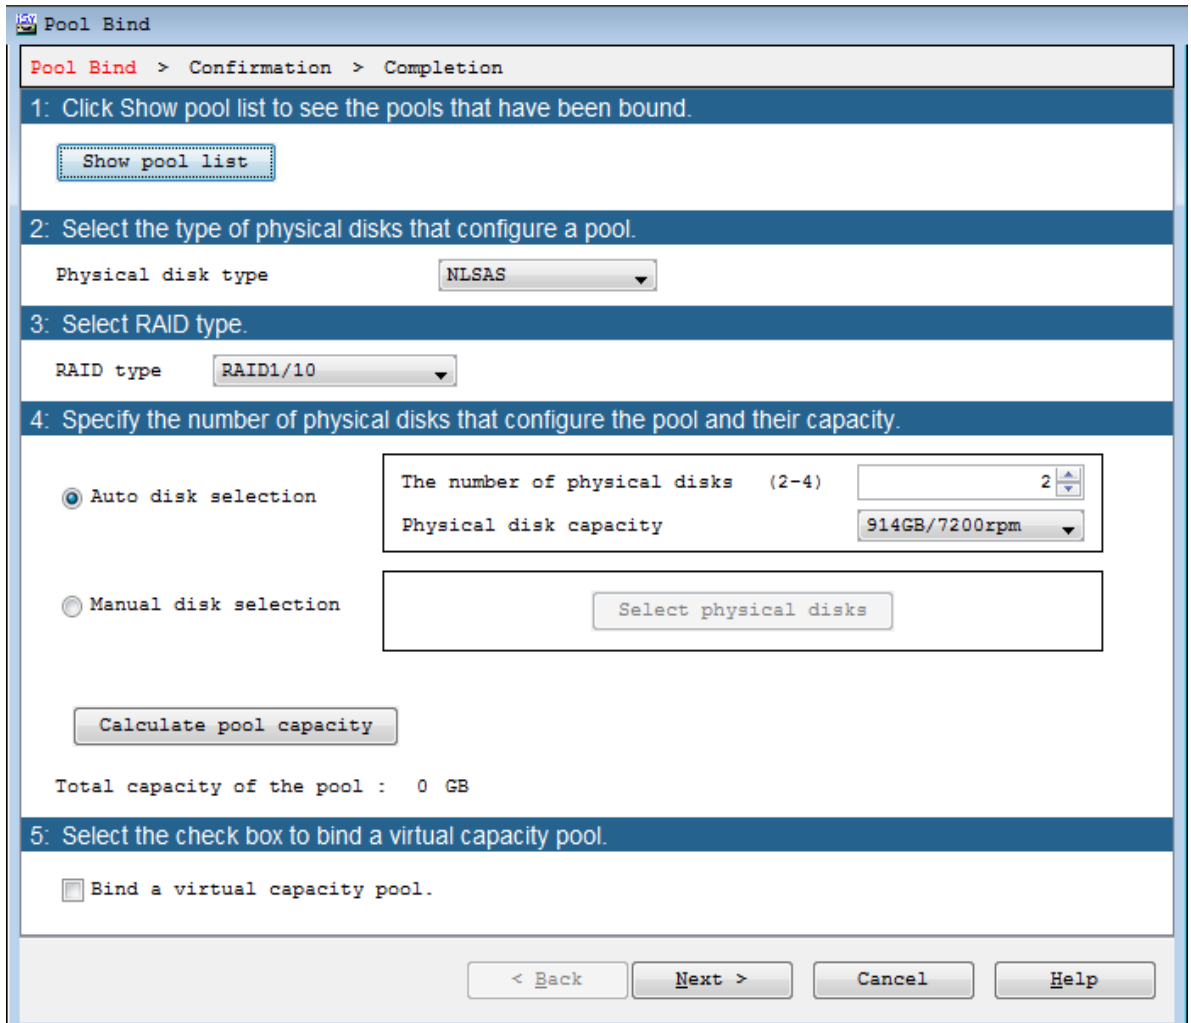 Pool Bind
Pool Bind > Confirmation > Completion
1: Click Show pool list to see the pools that have been bound.
Show pool list
2: Select the type of physical disks that configure a pool.
Physical disk type NLSAS
3: Select RAID type.
RAID type RAID1/10
4: Specify the number of physical disks that configure the pool and their capacity.
Auto disk selection
The number of physical disks (2-4) 2
Physical disk capacity 914GB/7200rpm
Manual disk selection
Select physical disks
Calculate pool capacity
Total capacity of the pool : 0 GB
5: Select the check box to bind a virtual capacity pool.
Bind a virtual capacity pool.
< Back Next > Cancel Help